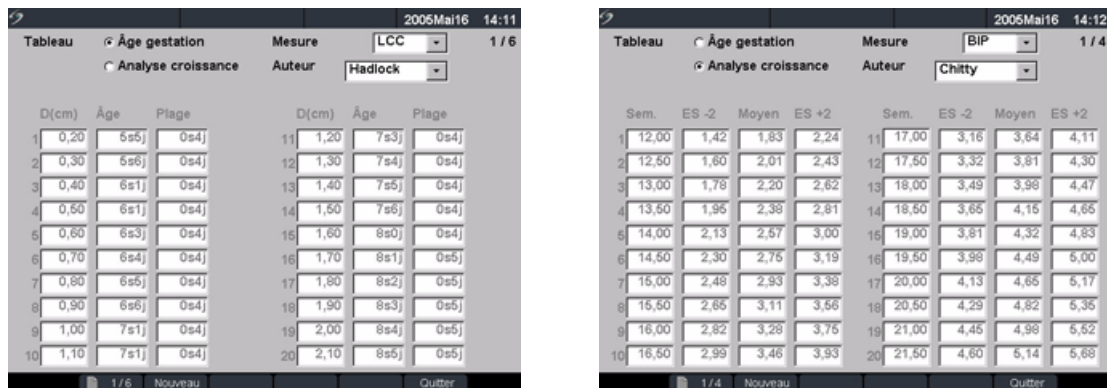 2005Mai16 14:11
Tableau Âge gestation Mesure LCC 1 / 6
Analyse croissance Auteur Hadlock
D(cm) Âge Plage D(cm) Âge Plage
1 0,20 5s5j 0s4j 11 1,20 7s3j 0s4j
2 0,30 5s6j 0s4j 12 1,30 7s4j 0s4j
3 0,40 6s1j 0s4j 13 1,40 7s5j 0s4j
4 0,50 6s1j 0s4j 14 1,50 7s6j 0s4j
5 0,60 6s3j 0s4j 15 1,60 8s0j 0s4j
6 0,70 6s4j 0s4j 16 1,70 8s1j 0s5j
7 0,80 6s5j 0s4j 17 1,80 8s2j 0s5j
8 0,90 6s6j 0s4j 18 1,90 8s3j 0s5j
9 1,00 7s1j 0s4j 19 2,00 8s4j 0s5j
10 1,10 7s1j 0s4j 20 2,10 8s5j 0s5j
1/6 Nouveau Quitter
2005Mai16 14:12
Tableau Âge gestation Mesure BIP 1 / 4
Analyse croissance Auteur Chitty
Sem. ES -2 Moyen ES +2 Sem. ES -2 Moyen ES +2
1 12,00 1,42 1,83 2,24 11 17,00 3,16 3,64 4,11
2 12,50 1,60 2,01 2,43 12 17,50 3,32 3,81 4,30
3 13,00 1,78 2,20 2,62 13 18,00 3,49 3,98 4,47
4 13,50 1,95 2,38 2,81 14 18,50 3,65 4,15 4,65
5 14,00 2,13 2,57 3,00 15 19,00 3,81 4,32 4,83
6 14,50 2,30 2,75 3,19 16 19,50 3,98 4,49 5,00
7 15,00 2,48 2,93 3,38 17 20,00 4,13 4,65 5,17
8 15,50 2,65 3,11 3,56 18 20,50 4,29 4,82 5,35
9 16,00 2,82 3,28 3,75 19 21,00 4,45 4,98 5,52
10 16,50 2,99 3,46 3,93 20 21,50 4,60 5,14 5,68
1/4 Nouveau Quitter